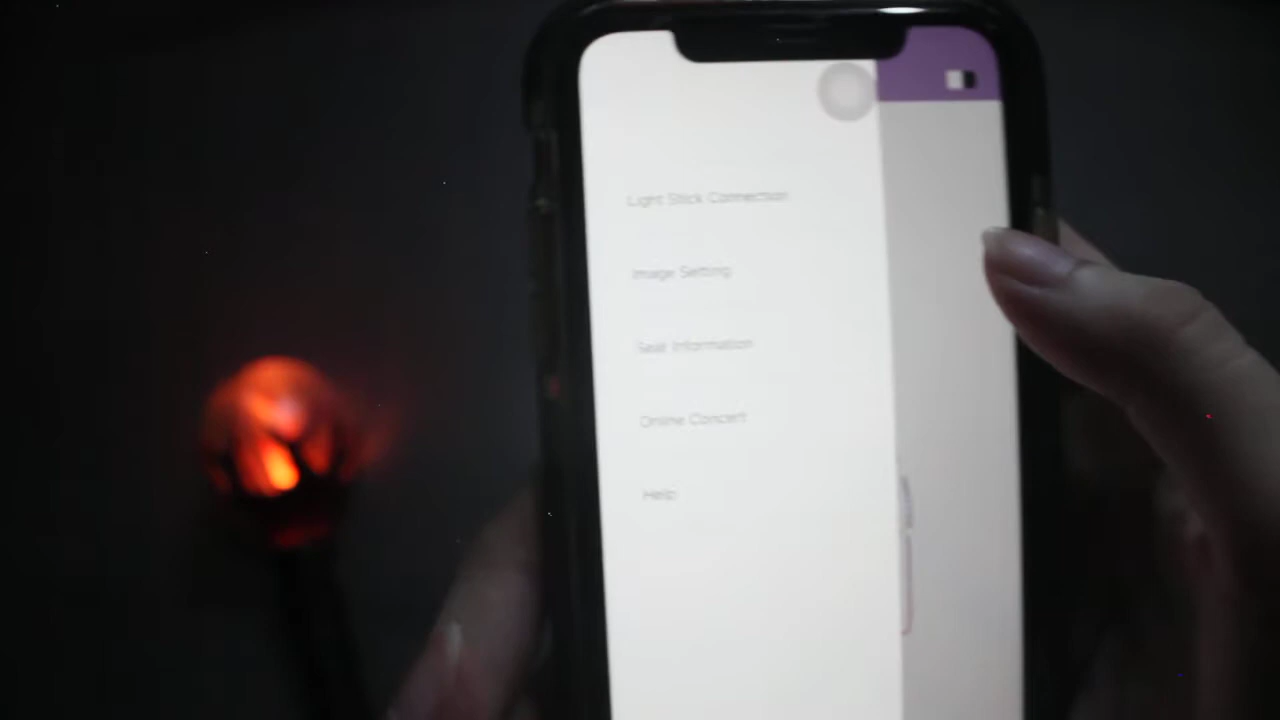 Light Stick Connection
Image Setting
Seat Information
Online Concert
Help